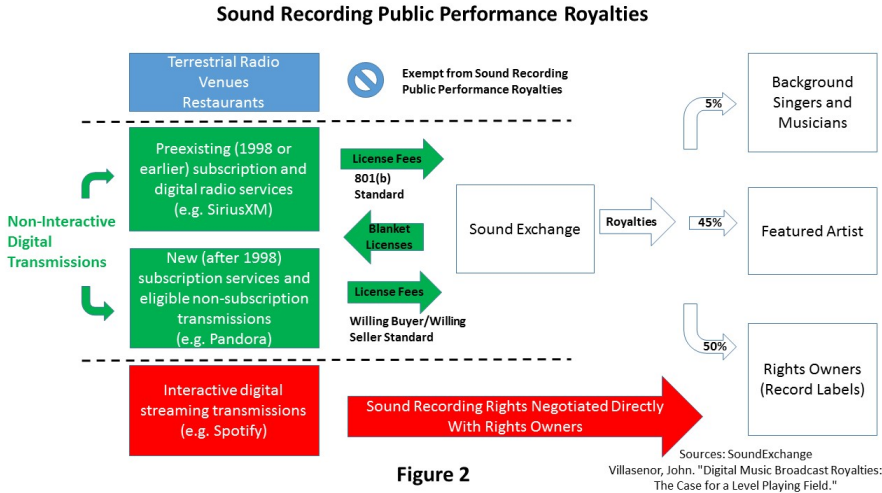 Sound Recording Public Performance Royalties
Terrestrial Radio
Venues
Restaurants
Exempt from Sound Recording
Public Performance Royalties
Non-Interactive
Digital
Transmissions
Preexisting (1998 or
earlier) subscription and
digital radio services
(e.g. SiriusXM)
License Fees
801(b)
Standard
Blanket
Licenses
New (after 1998)
subscription services and
eligible non-subscription
transmissions
(e.g. Pandora)
License Fees
Willing Buyer/Willing
Seller Standard
Sound Exchange
Royalties
5%
Background
Singers and
Musicians
45%
Featured Artist
50%
Rights Owners
(Record Labels)
Interactive digital
streaming transmissions
(e.g. Spotify)
Sound Recording Rights Negotiated Directly
With Rights Owners
Figure 2
Sources: SoundExchange
Villasenor, John. "Digital Music Broadcast Royalties:
The Case for a Level Playing Field."